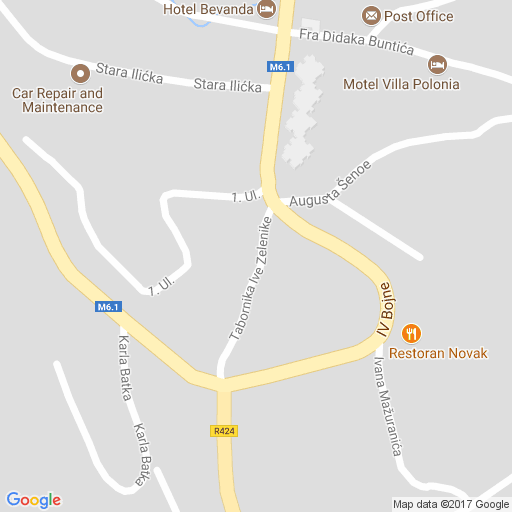 Hotel Bevanda
Post Office
Fra Didaka Buntića
M6.1
Stara Ilićka
Stara Ilićka
Motel Villa Polonia
Car Repair and
Maintenance
Augusta Šenoe
1. Ul.
Tabornika Ive Zelenike
1. Ul.
M6.1
IV Bojne
Restoran Novak
Karla Batka
Ivana Mažuranića
Karla Batka
R424
Google
Map data ©2017 Google